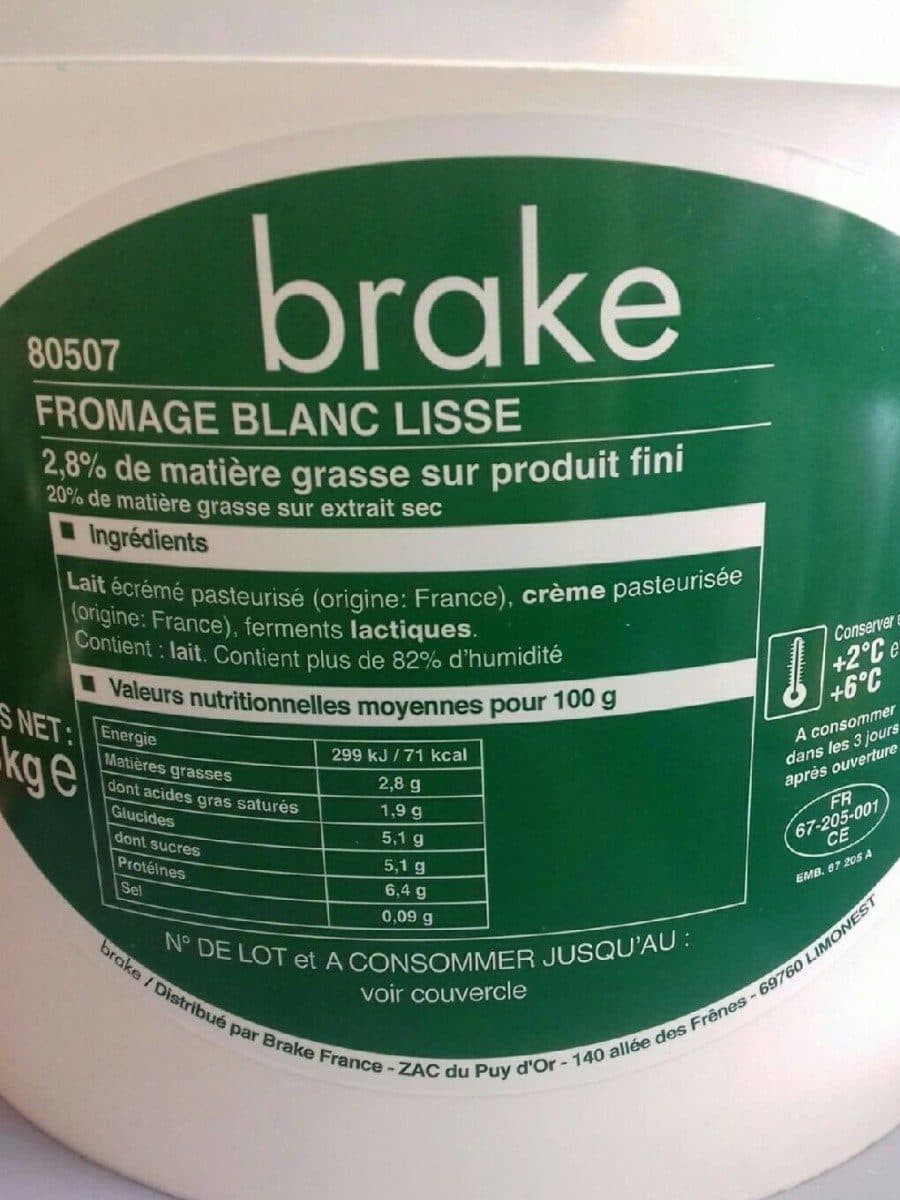 brake
80507
FROMAGE BLANC LISSE
2,8% de matière grasse sur produit fini
20% de matière grasse sur extrait sec
Ingrédients
Lait écrémé pasteurisé (origine: France), crème pasteurisée
(origine: France), ferments lactiques.
Contient : lait. Contient plus de 82% d'humidité
Valeurs nutritionnelles moyennes pour 100 g
Energie 299 kJ / 71 kcal
Matières grasses 2,8 g
dont acides gras saturés 1,9 g
Glucides 5,1 g
dont sucres 5,1 g
Protéines 6,4 g
Sel 0,09 g
S NET:
kg e
Conserver
+2°C e
+6°C
A consommer
dans les 3 jours
après ouverture
FR
67-205-001
CE
EMB. 67 205 A
N° DE LOT et A CONSOMMER JUSQU'AU :
voir couvercle
brake / Distribué par Brake France - ZAC du Puy d'Or - 140 allée des Frênes - 69760 LIMONEST